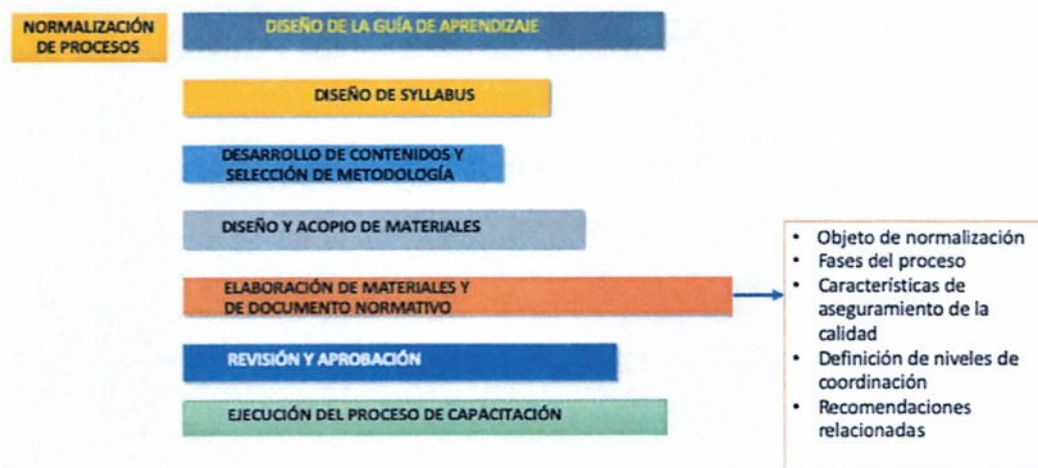 NORMALIZACIÓN
DE PROCESOS
DISEÑO DE LA GUÍA DE APRENDIZAJE
DISEÑO DE SYLLABUS
DESARROLLO DE CONTENIDOS Y
SELECCIÓN DE METODOLOGÍA
DISEÑO Y ACOPIO DE MATERIALES
ELABORACIÓN DE MATERIALES Y
DE DOCUMENTO NORMATIVO
REVISIÓN Y APROBACIÓN
EJECUCIÓN DEL PROCESO DE CAPACITACIÓN
• Objeto de normalización
• Fases del proceso
• Características de
aseguramiento de la
calidad
• Definición de niveles de
coordinación
• Recomendaciones
relacionadas